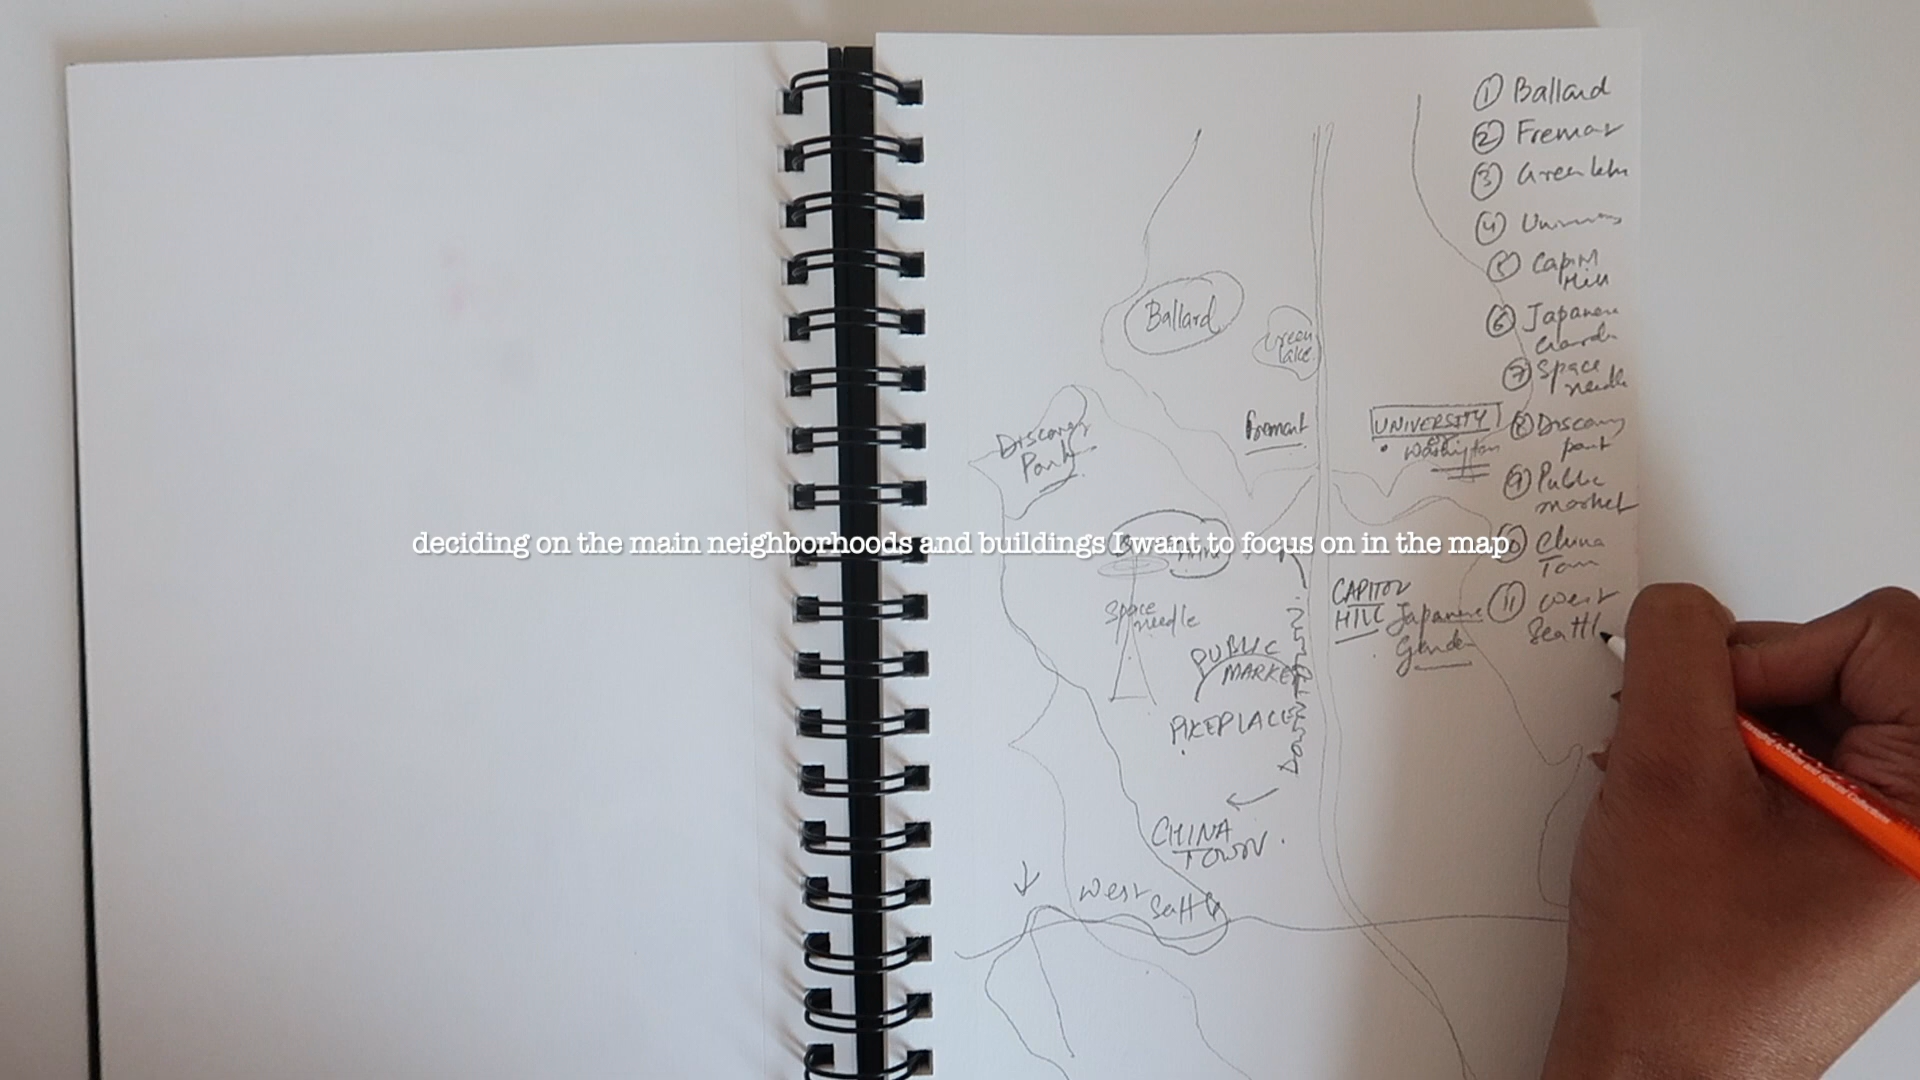 ① Ballard
② Fremont
③ Green lake
④
⑤ Capitol
Hill
⑥ Japanese
Garden
⑦ Space
needle
Ballard
Green
lake
UNIVERSITY
OF
Washington
⑧ Discovery
park
Fremont
Discovery
Park
⑨ Public
market
deciding on the main neighborhoods and buildings I want to focus on in the map
China
Town
Space
needle
CAPITOL
HILL
Japanese
Garden
⑪ West
Seattl
PUBLIC
MARKET
PIKEPLACE
DOWNTOWN
CHINA
TOWN
West
Seattle